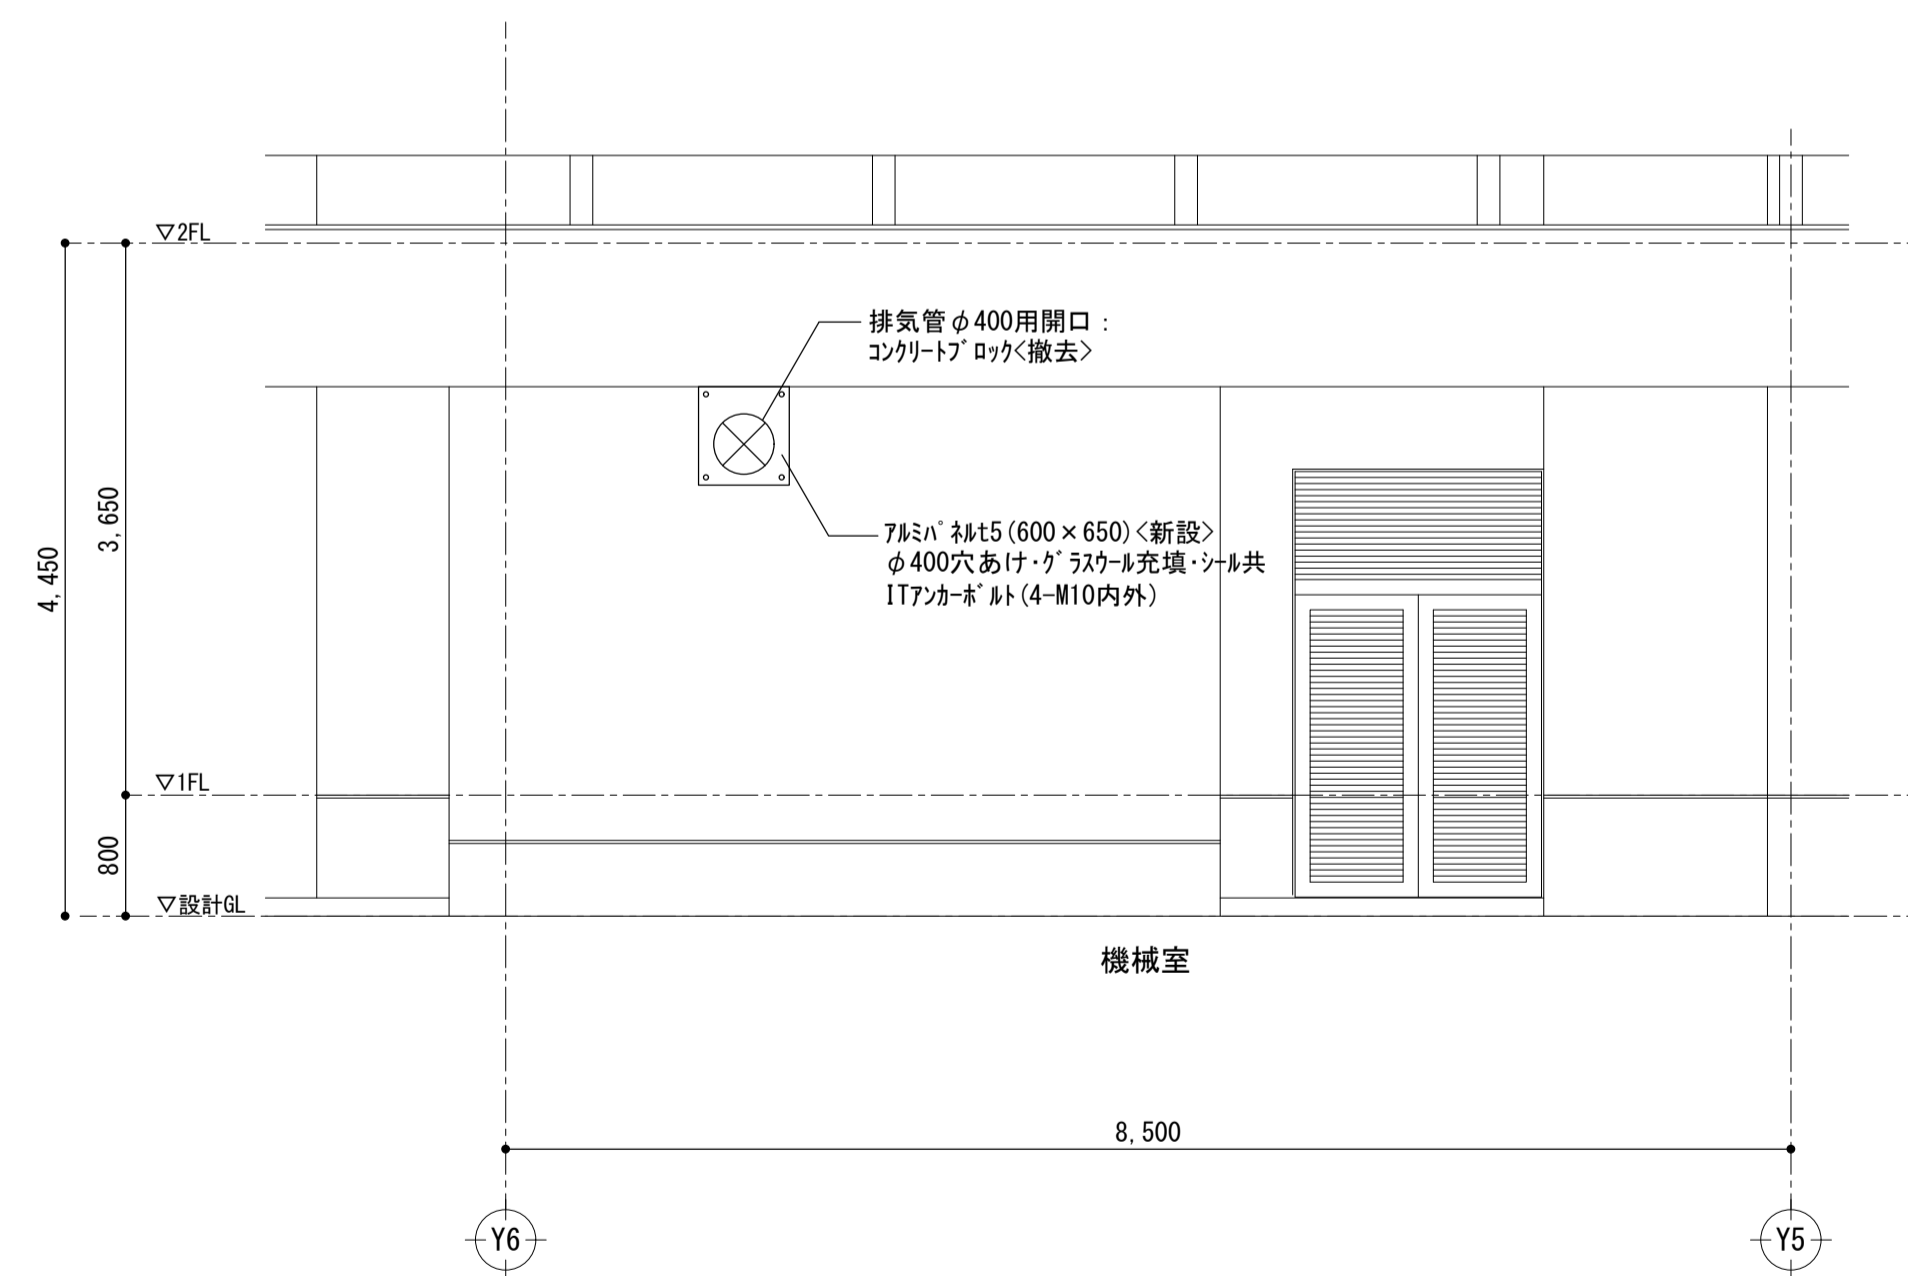 ▽2FL
排気管φ400用開口：
コンクリートブロック<撤去>
3,650
4,450
アルミパネルt5(600×650)<新設>
φ400穴あけ・グラスウール充填・シール共
ITアンカーボルト(4-M10内外)
▽1FL
800
▽設計GL
機械室
8,500
Y6
Y5